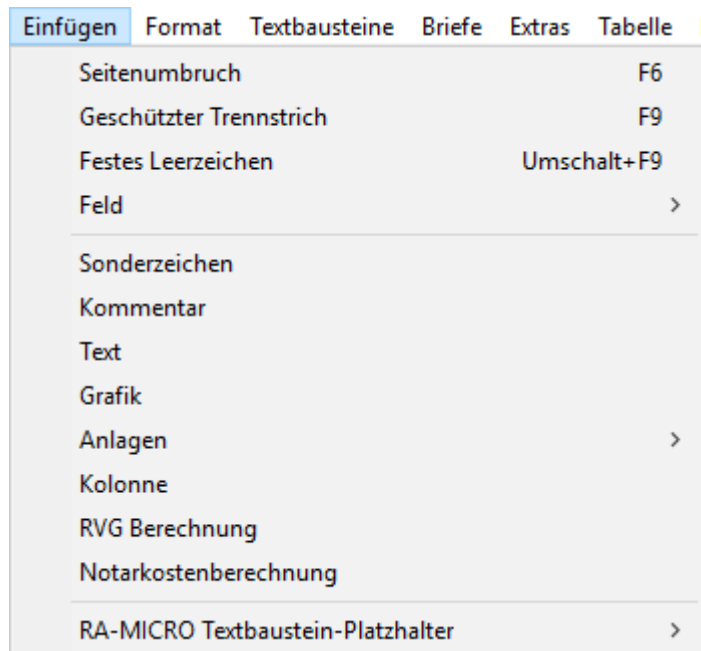 Einfügen Format Textbausteine Briefe Extras Tabelle
Seitenumbruch F6
Geschützter Trennstrich F9
Festes Leerzeichen Umschalt+F9
Feld >
Sonderzeichen
Kommentar
Text
Grafik
Anlagen >
Kolonne
RVG Berechnung
Notarkostenberechnung
RA-MICRO Textbaustein-Platzhalter >